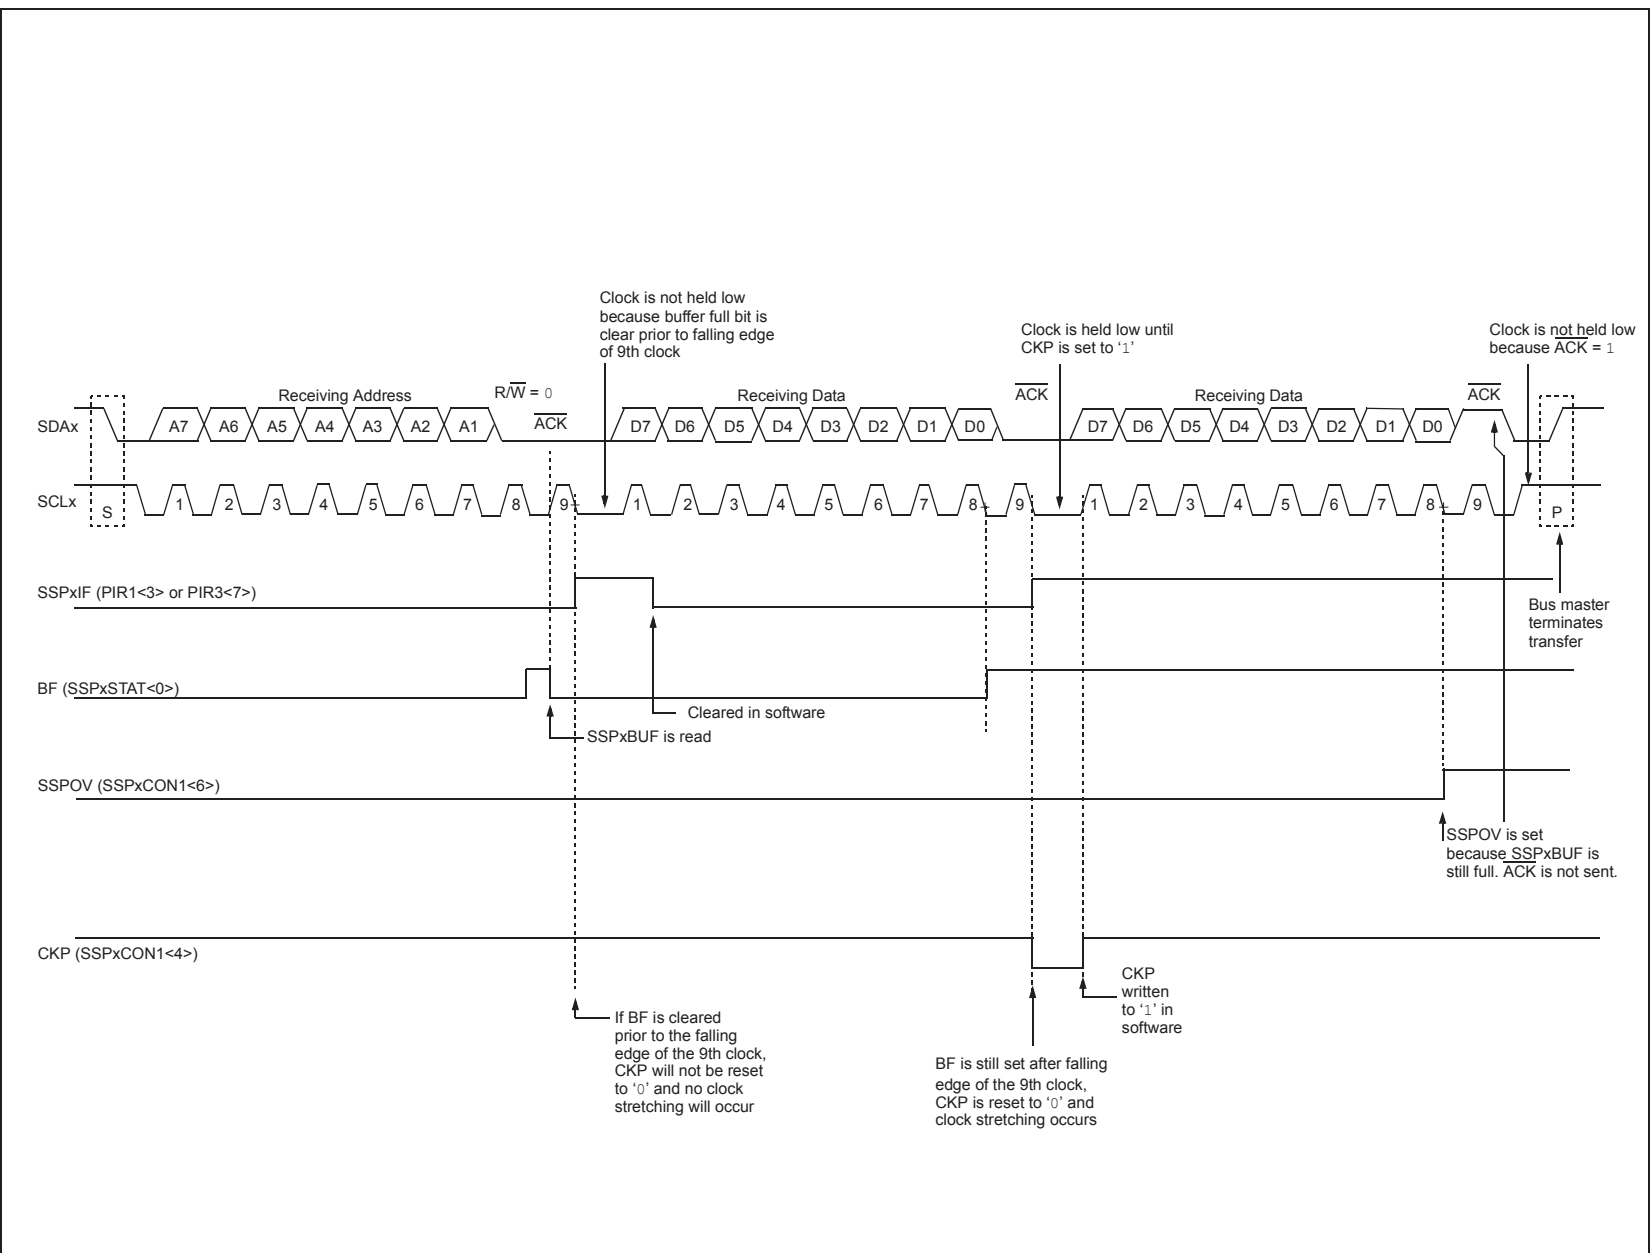 Clock is not held low
because buffer full bit is
clear prior to falling edge
of 9th clock
Clock is held low until
CKP is set to ‘1’
Clock is not held low
because ACK = 1
Receiving Address
R/W = 0
ACK
Receiving Data
ACK
Receiving Data
ACK
SDAx
A7 A6 A5 A4 A3 A2 A1
D7 D6 D5 D4 D3 D2 D1 D0
D7 D6 D5 D4 D3 D2 D1 D0
SCLx
S
1 2 3 4 5 6 7 8 9
1 2 3 4 5 6 7 8 9
1 2 3 4 5 6 7 8 9
P
SSPxIF (PIR1<3> or PIR3<7>)
Bus master
terminates
transfer
BF (SSPxSTAT<0>)
Cleared in software
SSPxBUF is read
SSPOV (SSPxCON1<6>)
SSPOV is set
because SSPxBUF is
still full. ACK is not sent.
CKP (SSPxCON1<4>)
CKP
written
to ‘1’ in
software
If BF is cleared
prior to the falling
edge of the 9th clock,
CKP will not be reset
to ‘0’ and no clock
stretching will occur
BF is still set after falling
edge of the 9th clock,
CKP is reset to ‘0’ and
clock stretching occurs